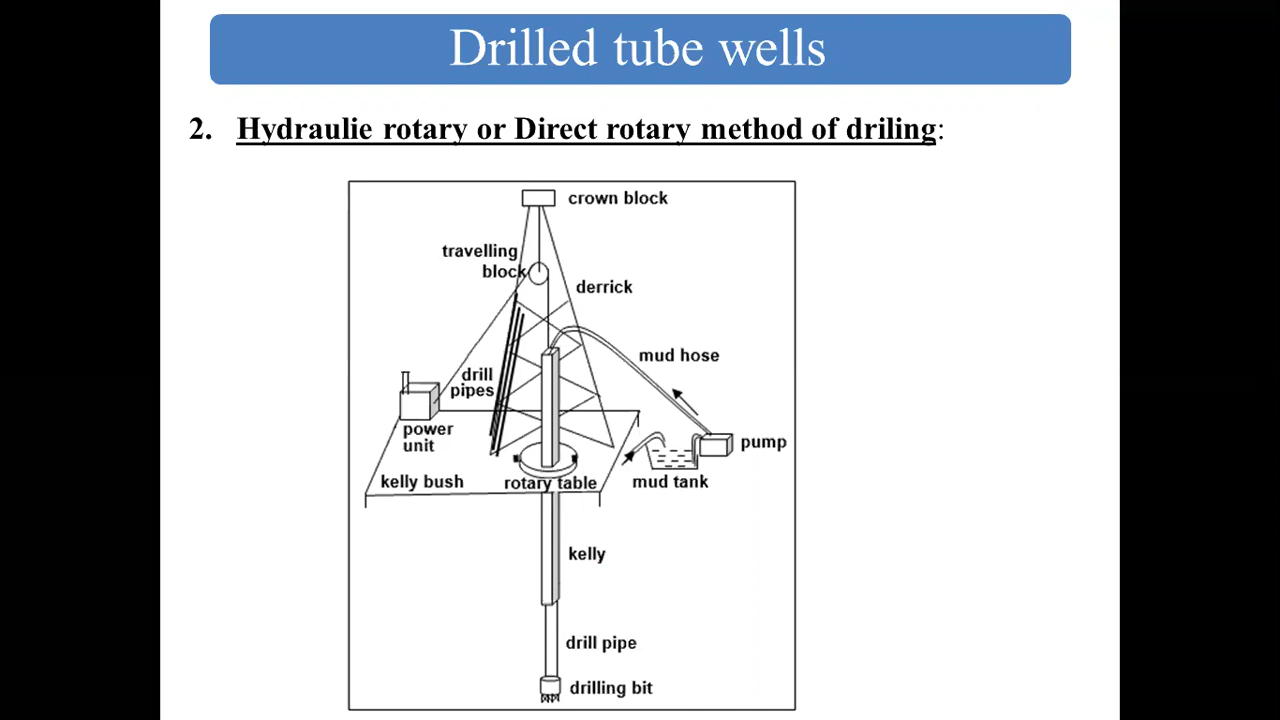 Drilled tube wells
2. Hydraulie rotary or Direct rotary method of driling:
crown block
travelling
block
derrick
mud hose
drill
pipes
power
unit
pump
kelly bush
rotary table
mud tank
kelly
drill pipe
drilling bit